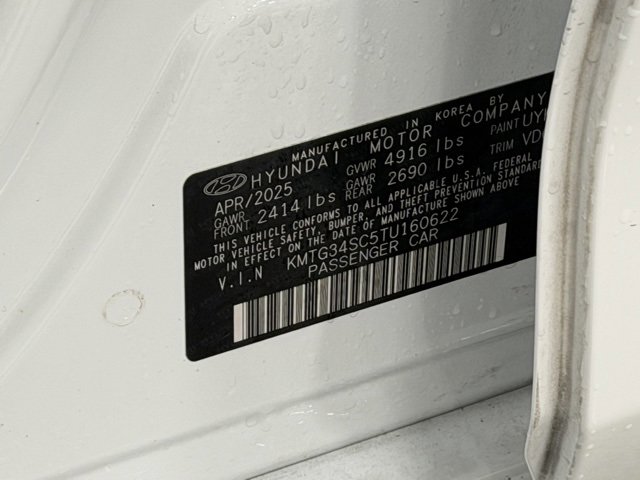 MANUFACTURED IN KOREA BY
HYUNDAI MOTOR COMPANY
APR/2025 GVWR 4916 lbs PAINT
GAWR FRONT 2414 lbs GAWR REAR 2690 lbs TRIM
THIS VEHICLE CONFORMS TO ALL APPLICABLE U.S.A. FEDERAL
MOTOR VEHICLE SAFETY, BUMPER, AND THEFT PREVENTION STANDARDS
IN EFFECT ON THE DATE OF MANUFACTURE SHOWN ABOVE
V.I.N KMTG34SC5TU160622
PASSENGER CAR